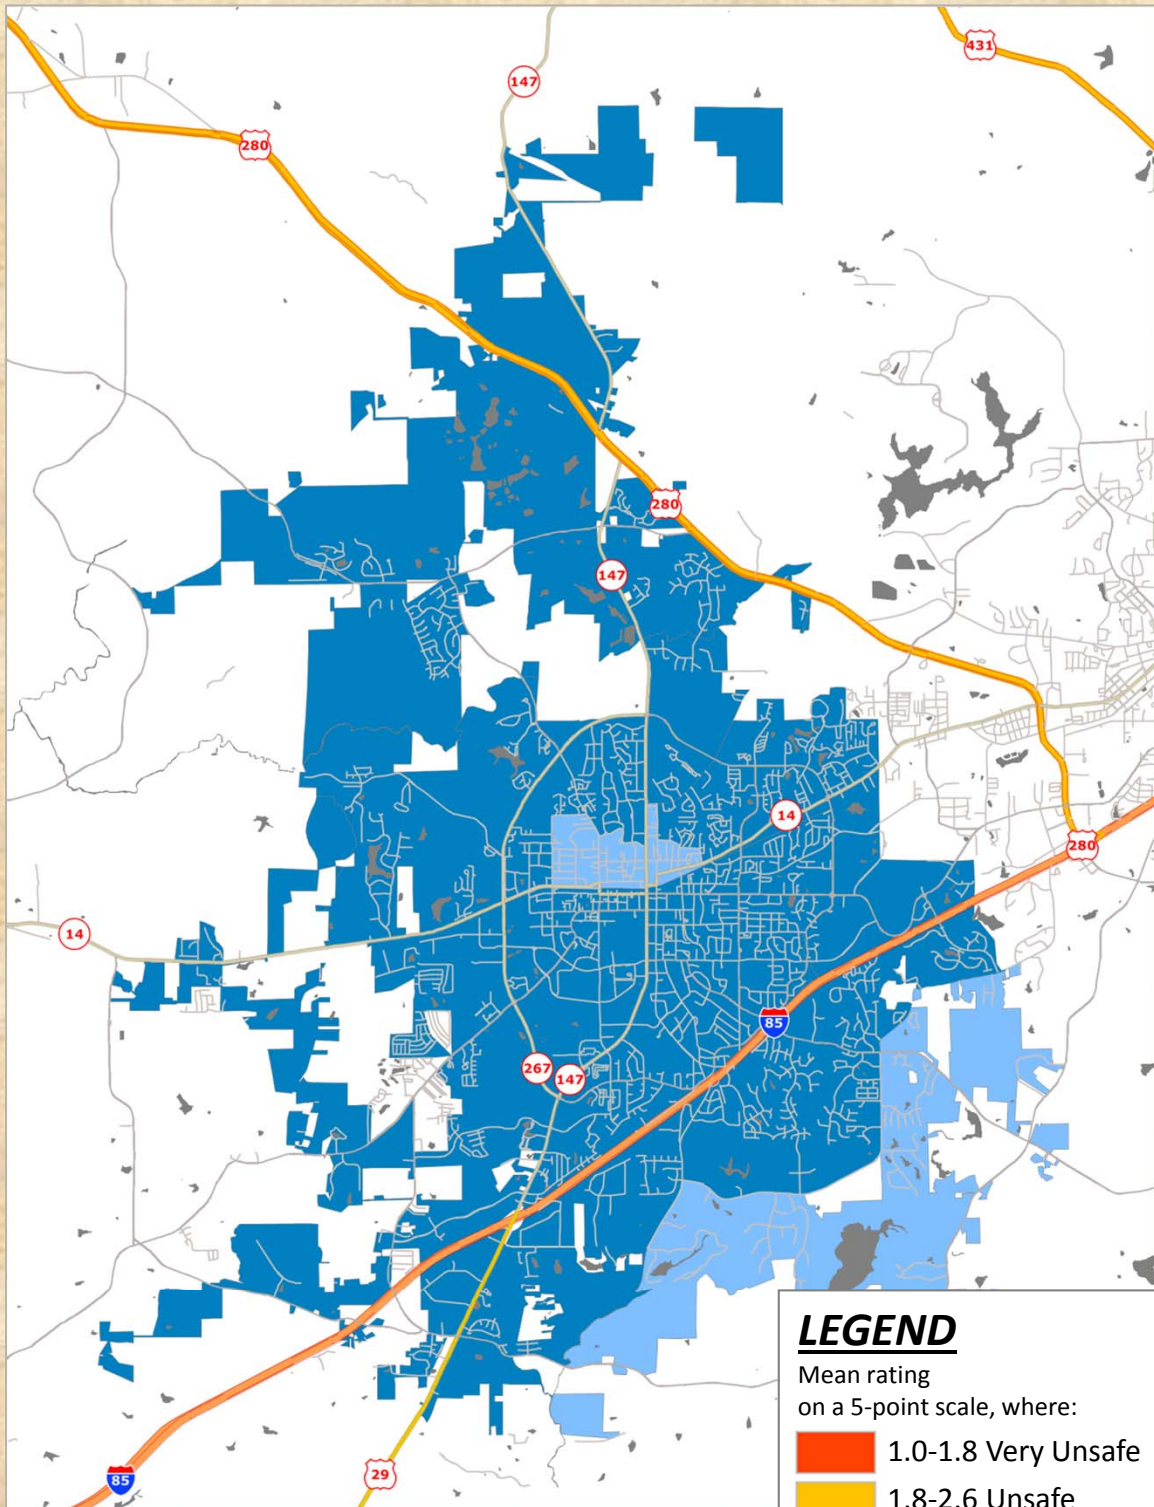 147
431
280
280
147
14
14
280
85
267
147
85
29
LEGEND
Mean rating
on a 5-point scale, where:
1.0-1.8 Very Unsafe
1.8-2.6 Unsafe